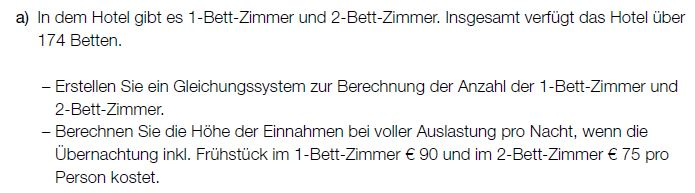 a) In dem Hotel gibt es 1-Bett-Zimmer und 2-Bett-Zimmer. Insgesamt verfügt das Hotel über
174 Betten.
– Erstellen Sie ein Gleichungssystem zur Berechnung der Anzahl der 1-Bett-Zimmer und
2-Bett-Zimmer.
– Berechnen Sie die Höhe der Einnahmen bei voller Auslastung pro Nacht, wenn die
Übernachtung inkl. Frühstück im 1-Bett-Zimmer € 90 und im 2-Bett-Zimmer € 75 pro
Person kostet.